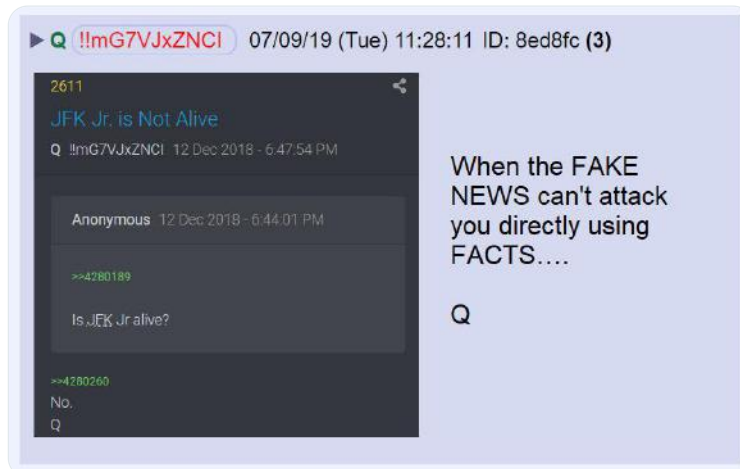 Q !!mG7VJxZNCI 07/09/19 (Tue) 11:28:11 ID: 8ed8fc (3)
2611
JFK Jr. is Not Alive
Q !!mG7VJxZNCI 12 Dec 2018 - 6:47:54 PM
Anonymous 12 Dec 2018 - 6:44:01 PM
>>4280189
Is JFK Jr alive?
>>4280260
No.
Q
When the FAKE
NEWS can't attack
you directly using
FACTS….
Q